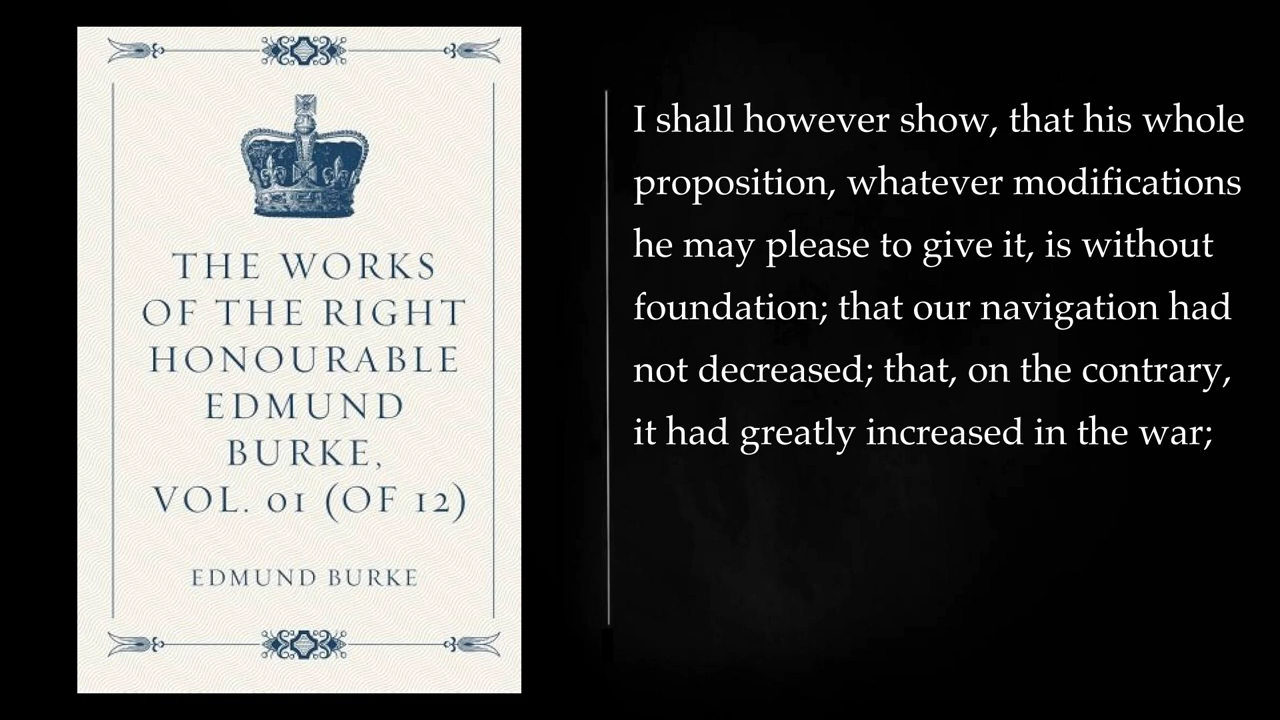 THE WORKS
OF THE RIGHT
HONOURABLE
EDMUND
BURKE,
VOL. 01 (OF 12)
EDMUND BURKE
I shall however show, that his whole
proposition, whatever modifications
he may please to give it, is without
foundation; that our navigation had
not decreased; that, on the contrary,
it had greatly increased in the war;